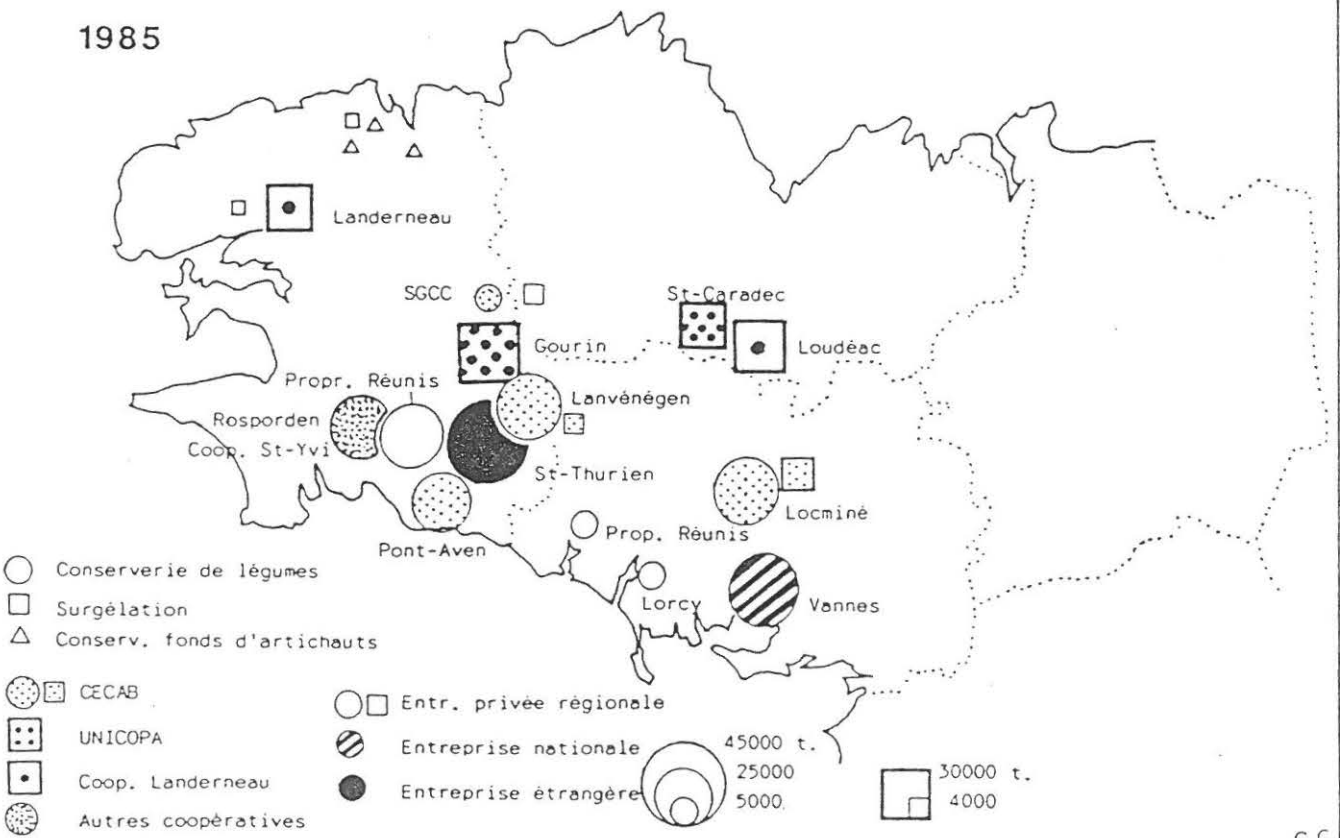 1985
Landerneau
SGCC
St-Caradec
Gourin
Loudéac
Propr. Réunis
Lanvénégen
Rosporden
Coop. St-Yvi
St-Thurien
Locminé
Pont-Aven
Prop. Réunis
Lorcy
Vannes
Conserverie de légumes
Surgélation
Conserv. fonds d'artichauts
CECAB
UNICOPA
Coop. Landerneau
Autres coopératives
Entr. privée régionale
Entreprise nationale
Entreprise étrangère
45000 t.
25000
5000
30000 t.
4000